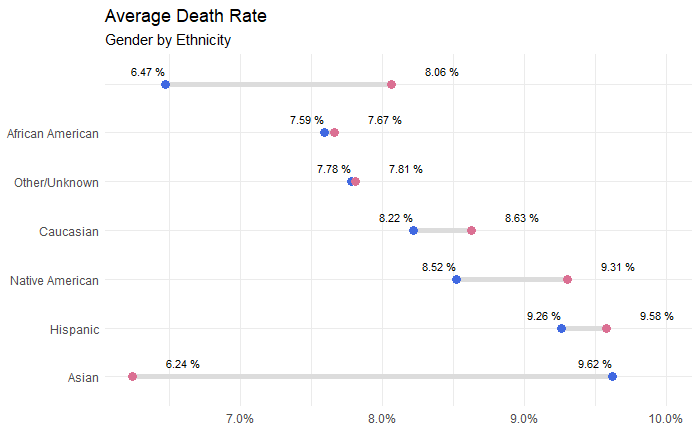 Average Death Rate
Gender by Ethnicity
6.47 % 8.06 %
African American 7.59 % 7.67 %
Other/Unknown 7.78 % 7.81 %
Caucasian 8.22 % 8.63 %
Native American 8.52 % 9.31 %
Hispanic 9.26 % 9.58 %
Asian 6.24 % 9.62 %
7.0% 8.0% 9.0% 10.0%